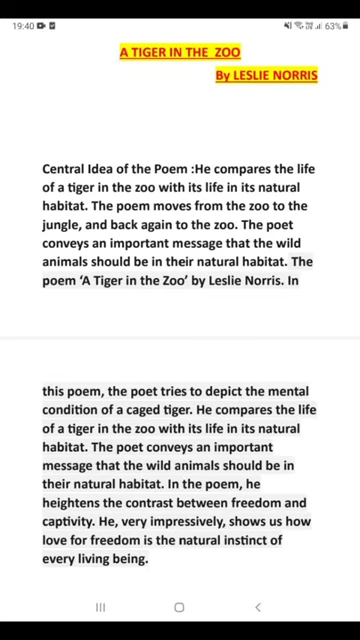 19:40
63%
A TIGER IN THE ZOO
By LESLIE NORRIS
Central Idea of the Poem :He compares the life
of a tiger in the zoo with its life in its natural
habitat. The poem moves from the zoo to the
jungle, and back again to the zoo. The poet
conveys an important message that the wild
animals should be in their natural habitat. The
poem ‘A Tiger in the Zoo’ by Leslie Norris. In
this poem, the poet tries to depict the mental
condition of a caged tiger. He compares the life
of a tiger in the zoo with its life in its natural
habitat. The poet conveys an important
message that the wild animals should be in
their natural habitat. In the poem, he
heightens the contrast between freedom and
captivity. He, very impressively, shows us how
love for freedom is the natural instinct of
every living being.